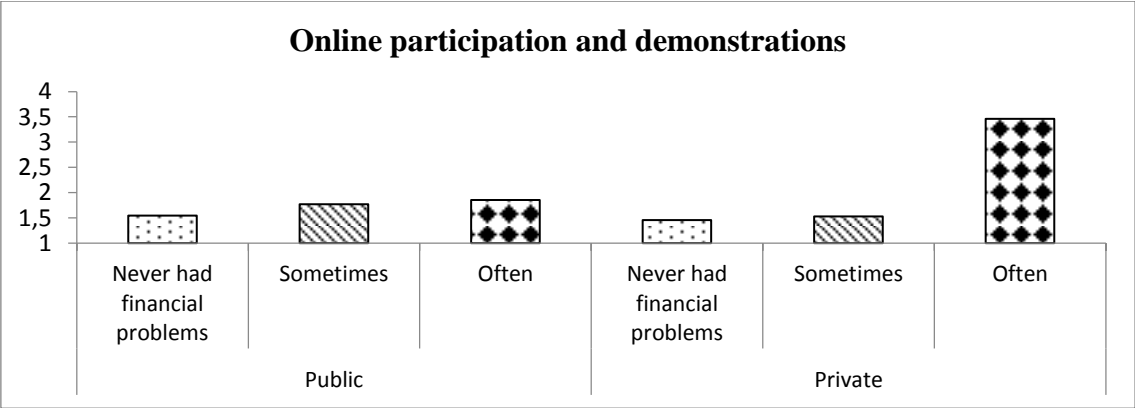 Online participation and demonstrations
4
3,5
3
2,5
2
1,5
1
Never had
financial
problems
Sometimes
Often
Never had
financial
problems
Sometimes
Often
Public
Private